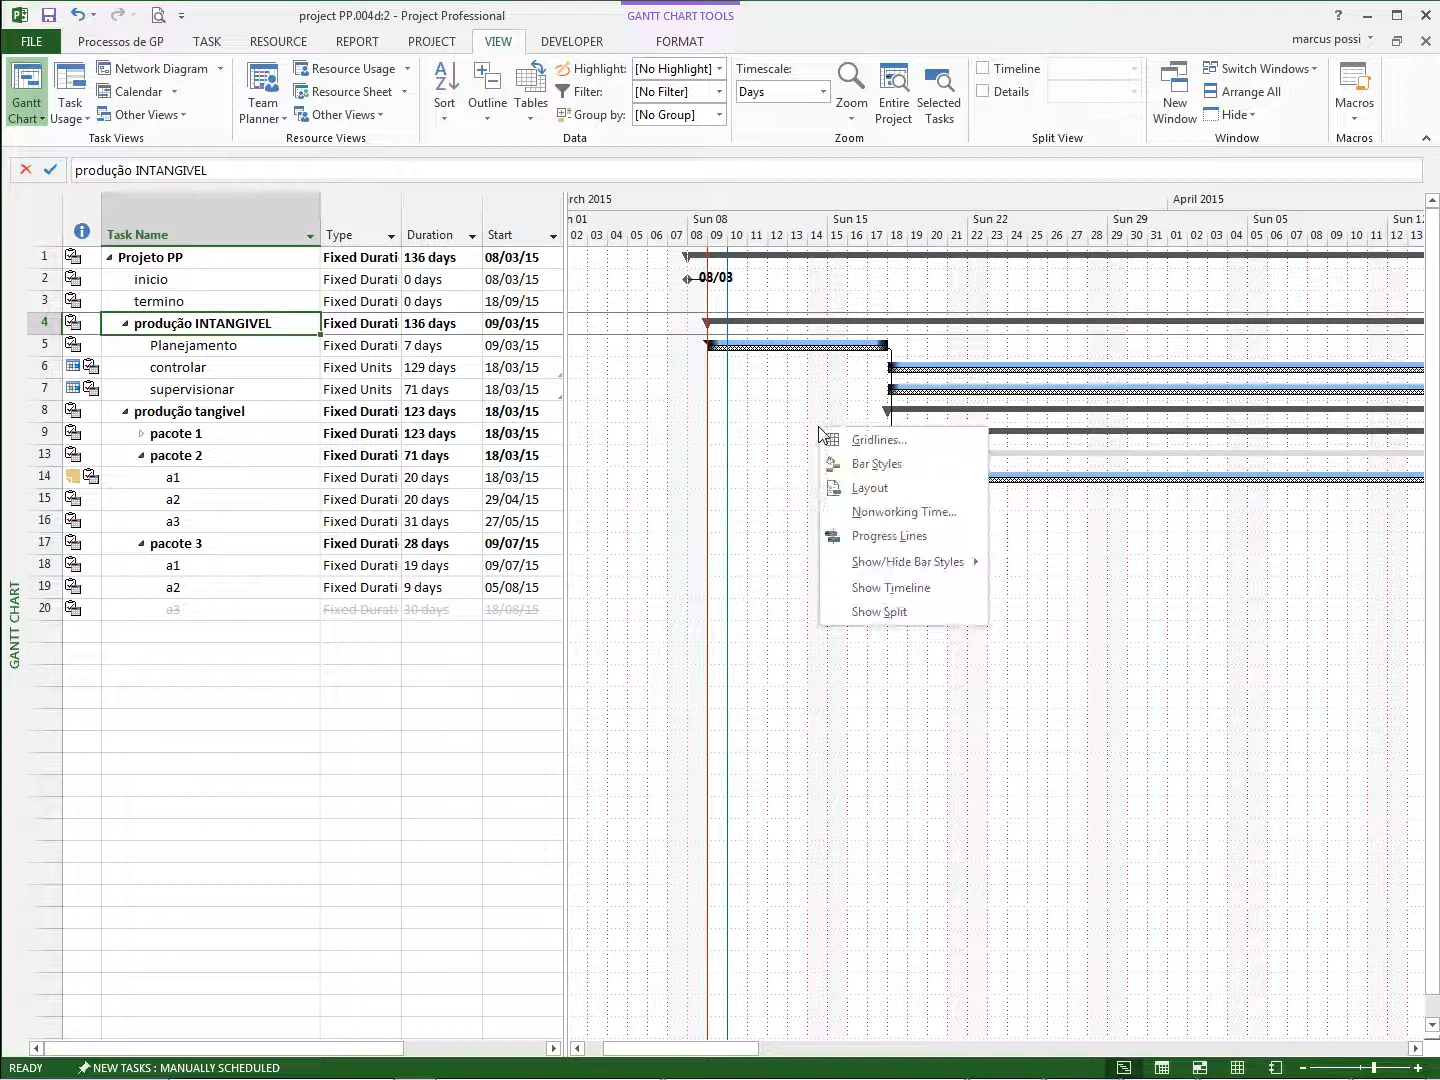 project PP.004d:2 - Project Professional
GANTT CHART TOOLS
FILE Processos de GP TASK RESOURCE REPORT PROJECT VIEW DEVELOPER FORMAT
marcus possi
Gantt Chart
Task Usage
Network Diagram
Calendar
Other Views
Task Views
Team Planner
Resource Usage
Resource Sheet
Other Views
Resource Views
Sort
Outline
Tables
Highlight: [No Highlight]
Filter: [No Filter]
Group by: [No Group]
Data
Timescale:
Days
Zoom
Entire Project
Selected Tasks
Zoom
Timeline
Details
Split View
New Window
Switch Windows
Arrange All
Hide
Window
Macros
Macros
produção INTANGIVEL
Task Name Type Duration Start
1 Projeto PP Fixed Durati 136 days 08/03/15
2 inicio Fixed Durati 0 days 08/03/15
3 termino Fixed Durati 0 days 18/09/15
4 produção INTANGIVEL Fixed Durati 136 days 09/03/15
5 Planejamento Fixed Durati 7 days 09/03/15
6 controlar Fixed Units 129 days 18/03/15
7 supervisionar Fixed Units 71 days 18/03/15
8 produção tangivel Fixed Durati 123 days 18/03/15
9 pacote 1 Fixed Durati 123 days 18/03/15
13 pacote 2 Fixed Durati 71 days 18/03/15
14 a1 Fixed Durati 20 days 18/03/15
15 a2 Fixed Durati 20 days 29/04/15
16 a3 Fixed Durati 31 days 27/05/15
17 pacote 3 Fixed Durati 28 days 09/07/15
18 a1 Fixed Durati 19 days 09/07/15
19 a2 Fixed Durati 9 days 05/08/15
20 a3 Fixed Durati 30 days 18/08/15
rch 2015 April 2015
n 01 Sun 08 Sun 15 Sun 22 Sun 29 Sun 05 Sun 12
02 03 04 05 06 07 08 09 10 11 12 13 14 15 16 17 18 19 20 21 22 23 24 25 26 27 28 29 30 31 01 02 03 04 05 06 07 08 09 10 11 12 13
08/03
Gridlines...
Bar Styles
Layout
Nonworking Time...
Progress Lines
Show/Hide Bar Styles
Show Timeline
Show Split
GANTT CHART
READY NEW TASKS : MANUALLY SCHEDULED